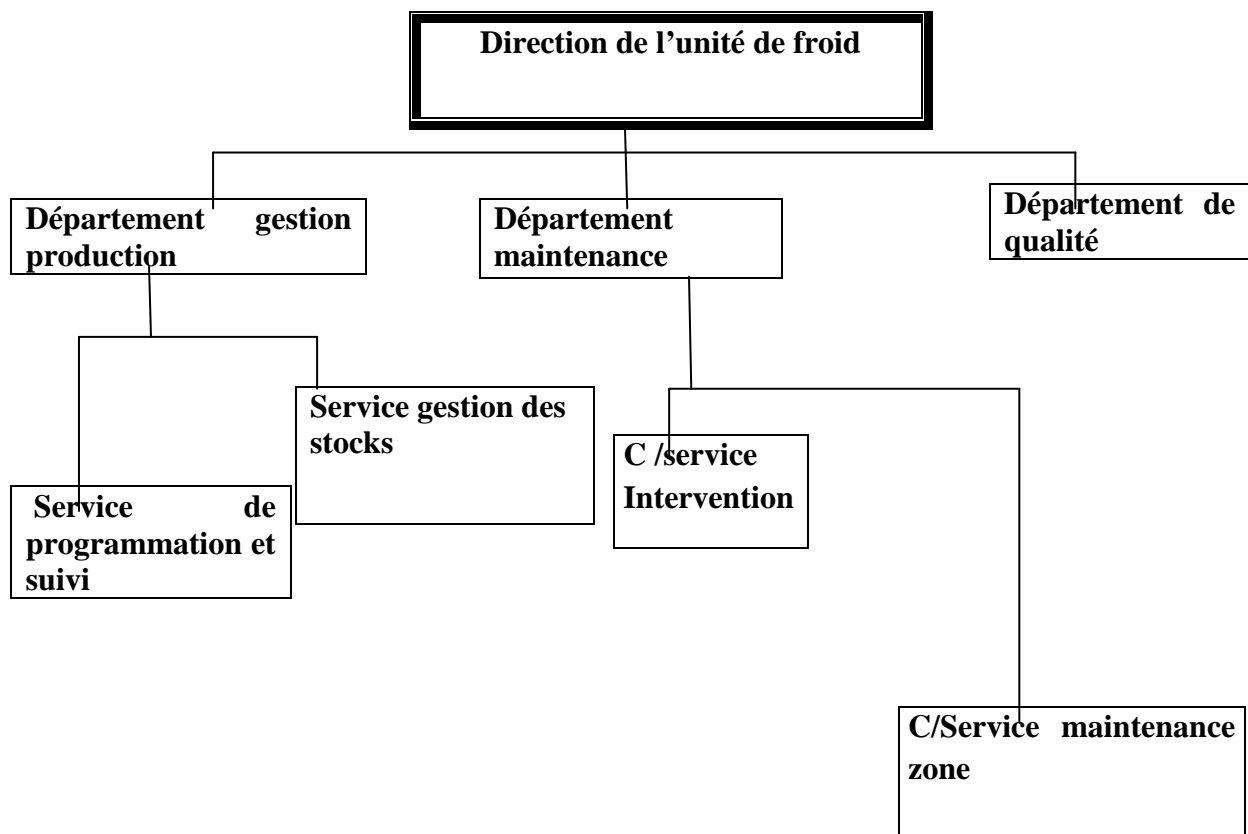 Direction de l’unité de froid
Département gestion
production
Département
maintenance
Département de
qualité
Service gestion des
stocks
C /service
Intervention
Service de
programmation et
suivi
C/Service maintenance
zone